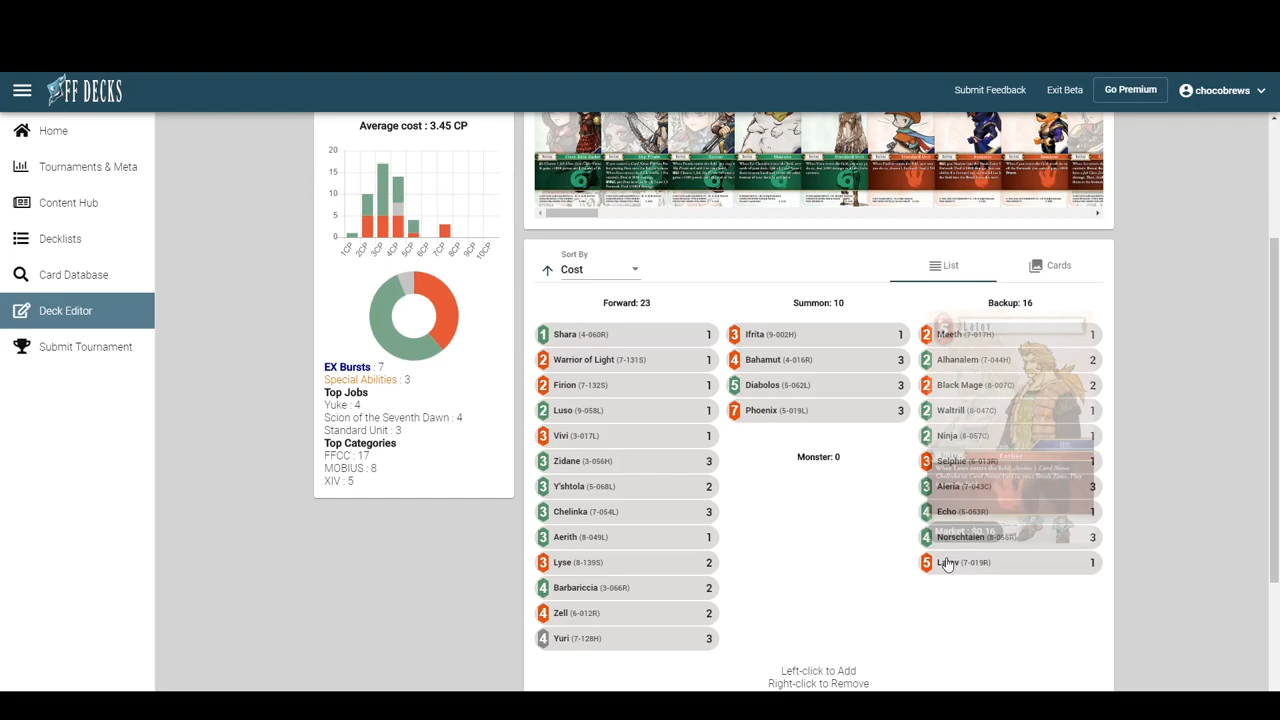 FF DECKS
Submit Feedback
Exit Beta
Go Premium
chocobrews
Home
Tournaments & Meta
Content Hub
Decklists
Card Database
Deck Editor
Submit Tournament
Average cost : 3.45 CP
20
15
10
5
0
1CP 2CP 3CP 4CP 5CP 6CP 7CP 8CP 9CP 10CP
EX Bursts : 7
Special Abilities : 3
Top Jobs
Yuke : 4
Scion of the Seventh Dawn : 4
Standard Unit : 3
Top Categories
FFCC : 17
MOBIUS : 8
XIV : 5
Sort By
Cost
List
Cards
Forward: 23
1 Shara (4-060R) 1
2 Warrior of Light (7-131S) 1
2 Firion (7-132S) 1
2 Luso (9-058L) 1
3 Vivi (3-017L) 1
3 Zidane (3-056H) 3
3 Y'shtola (5-068L) 2
3 Chelinka (7-054L) 3
3 Aerith (8-049L) 1
3 Lyse (8-139S) 2
4 Barbariccia (3-066R) 2
4 Zell (6-012R) 2
4 Yuri (7-128H) 3
Summon: 10
3 Ifrita (9-002H) 1
4 Bahamut (4-016R) 3
5 Diabolos (5-062L) 3
7 Phoenix (5-019L) 3
Monster: 0
Backup: 16
2 Meeth (7-017H) 1
2 Alhanalem (7-044H) 2
2 Black Mage (8-007C) 2
2 Waltrill (8-047C) 1
2 Ninja (8-057C) 1
3 Selphie (6-013R) 1
3 Aleria (7-043C) 3
4 Echo (5-053R) 1
4 Norschtalen (8-058R) 3
5 Latov (7-019R) 1
Latov
Father
Market : $0.16
Left-click to Add
Right-click to Remove